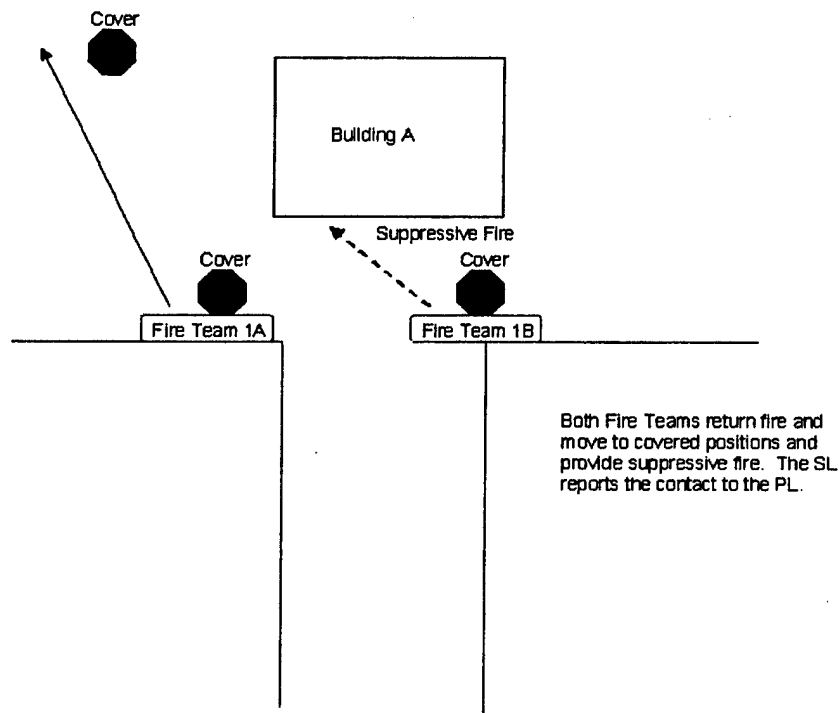 Cover
Building A
Suppressive Fire
Cover
Cover
Fire Team 1A
Fire Team 1B
Both Fire Teams return fire and
move to covered positions and
provide suppressive fire. The SL
reports the contact to the PL.